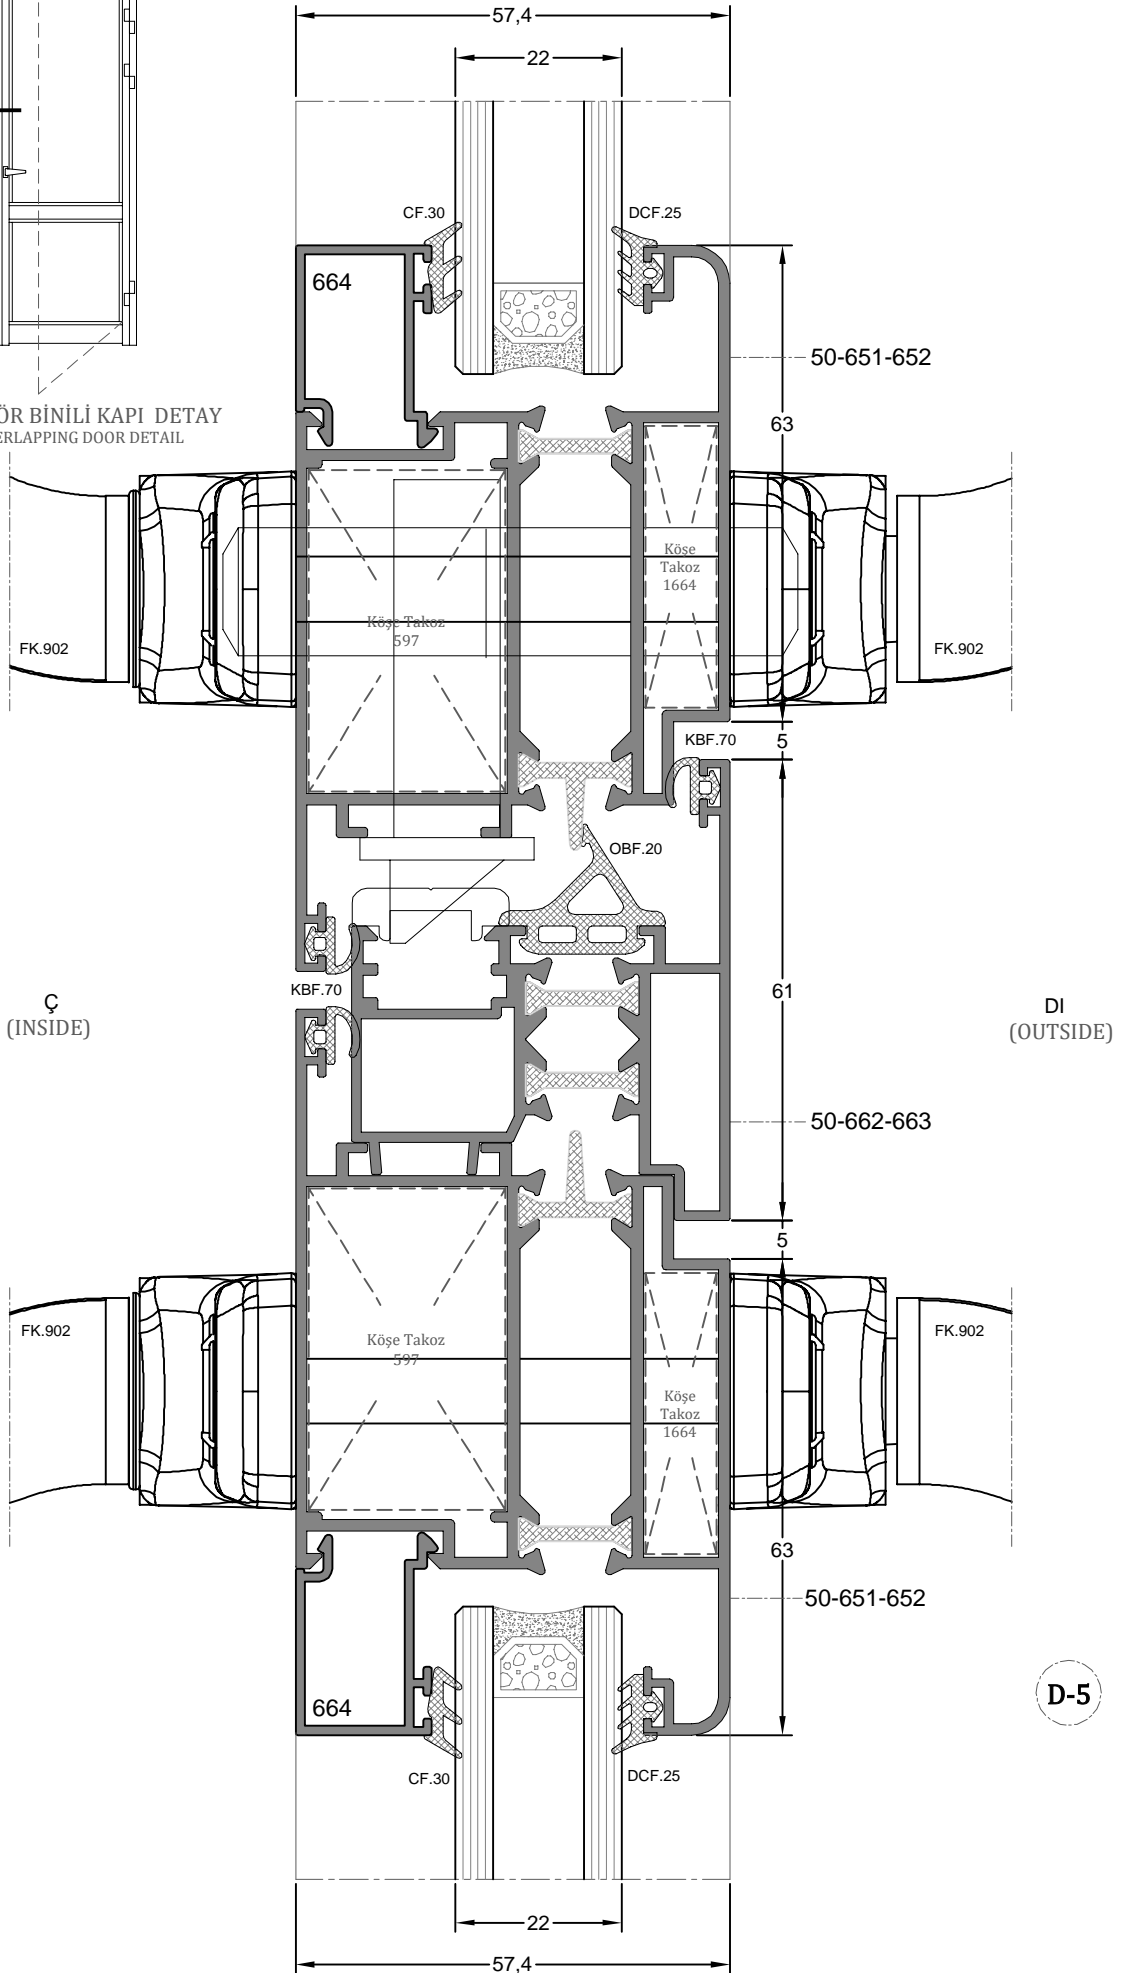 57,4
22
CF.30
DCF.25
664
50-651-652
63
ÖR BİNİLİ KAPI DETAY
ERLAPPING DOOR DETAIL
Köşe
Takoz
1664
Köşe Takoz
597
FK.902
FK.902
KBF.70
5
OBF.20
KBF.70
61
Ç
(INSIDE)
DI
(OUTSIDE)
50-662-663
5
FK.902
FK.902
Köşe Takoz
597
Köşe
Takoz
1664
63
50-651-652
664
D-5
CF.30
DCF.25
22
57,4